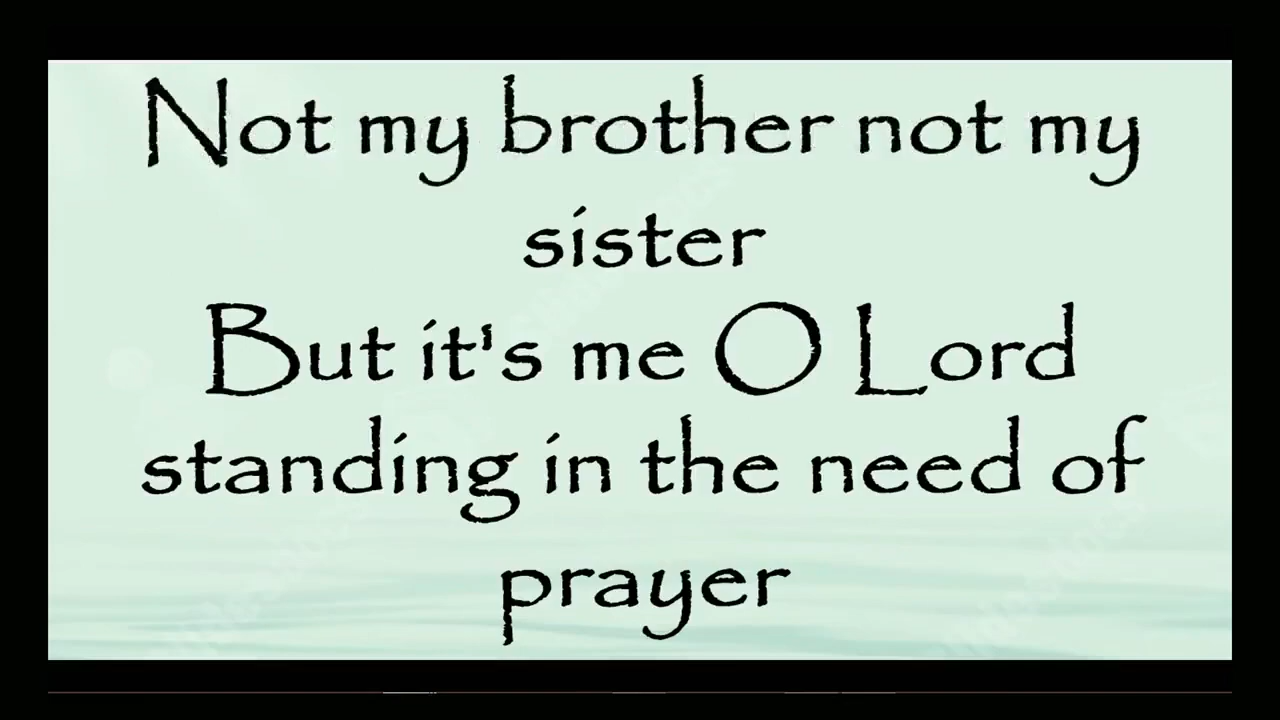 Not my brother not my
sister
But it's me O Lord
standing in the need of
prayer